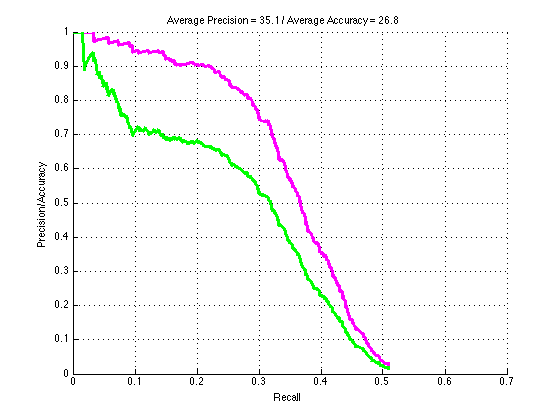 Average Precision = 35.1 / Average Accuracy = 26.8
1
0.9
0.8
0.7
0.6
0.5
0.4
0.3
0.2
0.1
0
Precision/Accuracy
0 0.1 0.2 0.3 0.4 0.5 0.6 0.7
Recall